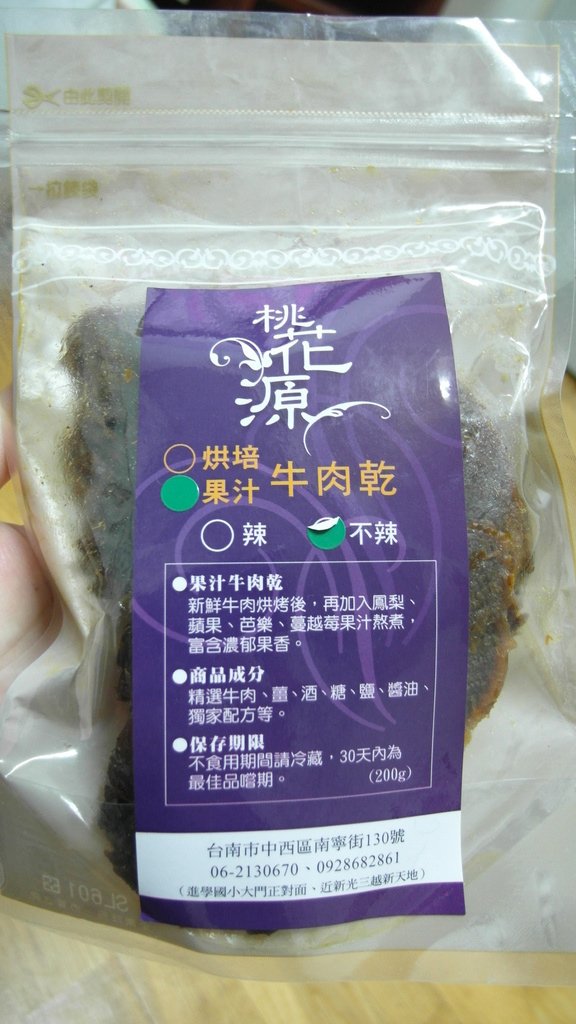 由此剪開
桃花源
烘培
果汁 牛肉乾
辣 不辣
●果汁牛肉乾
新鮮牛肉烘烤後，再加入鳳梨、
蘋果、芭樂、蔓越莓果汁熬煮，
富含濃郁果香。
●商品成分
精選牛肉、薑、酒、糖、鹽、醬油、
獨家配方等。
●保存期限
不食用期間請冷藏，30天內為
最佳品嚐期。 (200g)
台南市中西區南寧街130號
06-2130670、0928682861
（進學國小大門正對面、近新光三越新天地）